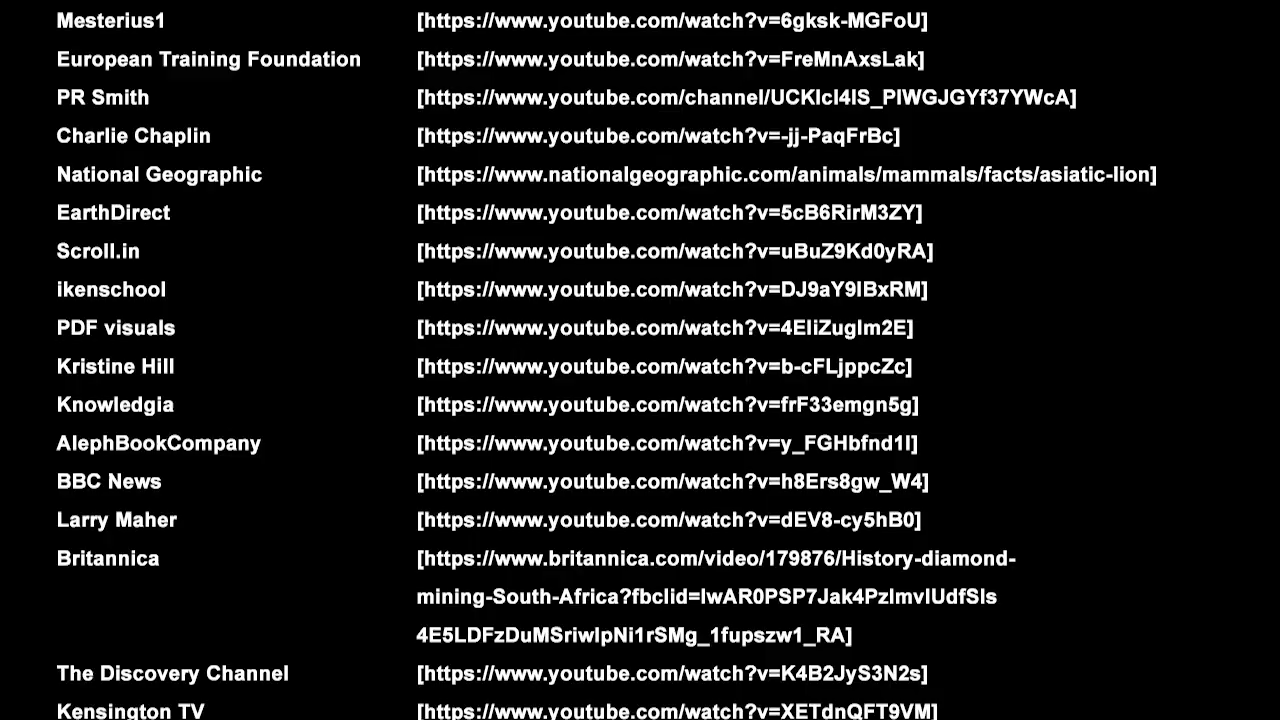 Mesterius1 [https://www.youtube.com/watch?v=6gksk-MGFoU]
European Training Foundation [https://www.youtube.com/watch?v=FreMnAxsLak]
PR Smith [https://www.youtube.com/channel/UCKlcI4IS_PlWGJGYf37YWcA]
Charlie Chaplin [https://www.youtube.com/watch?v=-jj-PaqFrBc]
National Geographic [https://www.nationalgeographic.com/animals/mammals/facts/asiatic-lion]
EarthDirect [https://www.youtube.com/watch?v=5cB6RirM3ZY]
Scroll.in [https://www.youtube.com/watch?v=uBuZ9Kd0yRA]
ikenschool [https://www.youtube.com/watch?v=DJ9aY9IBxRM]
PDF visuals [https://www.youtube.com/watch?v=4EIiZugIm2E]
Kristine Hill [https://www.youtube.com/watch?v=b-cFLjppcZc]
Knowledgia [https://www.youtube.com/watch?v=frF33emgn5g]
AlephBookCompany [https://www.youtube.com/watch?v=y_FGHbfnd1I]
BBC News [https://www.youtube.com/watch?v=h8Ers8gw_W4]
Larry Maher [https://www.youtube.com/watch?v=dEV8-cy5hB0]
Britannica [https://www.britannica.com/video/179876/History-diamond-
mining-South-Africa?fbclid=IwAR0PSP7Jak4PzImvIUdfSIs
4E5LDFzDuMSriwIpNi1rSMg_1fupszw1_RA]
The Discovery Channel [https://www.youtube.com/watch?v=K4B2JyS3N2s]
Kensington TV [https://www.youtube.com/watch?v=XETdnQFT9VM]